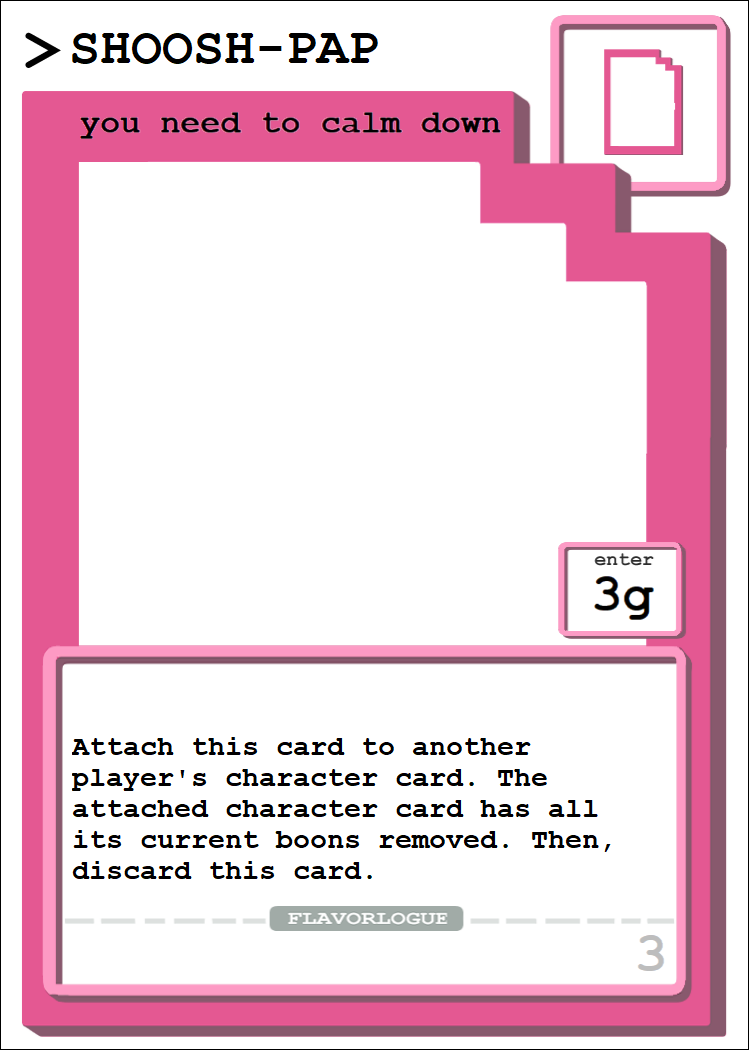 > SHOOSH-PAP
you need to calm down
enter
3g
Attach this card to another
player's character card. The
attached character card has all
its current boons removed. Then,
discard this card.
FLAVORLOGUE
3